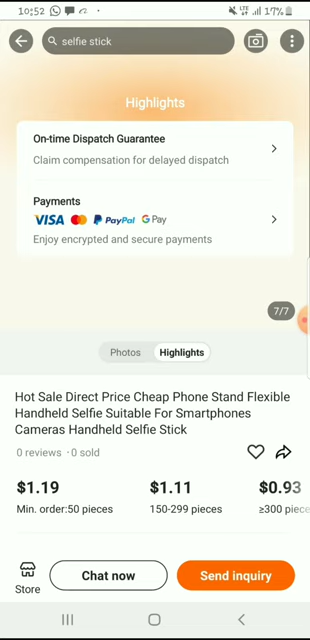 10:52 LTE 17%
selfie stick
Highlights
On-time Dispatch Guarantee
Claim compensation for delayed dispatch
Payments
VISA PayPal G Pay
Enjoy encrypted and secure payments
7/7
Photos Highlights
Hot Sale Direct Price Cheap Phone Stand Flexible
Handheld Selfie Suitable For Smartphones
Cameras Handheld Selfie Stick
0 reviews · 0 sold
$1.19 $1.11 $0.93
Min. order:50 pieces 150-299 pieces ≥300 piece
Store Chat now Send inquiry